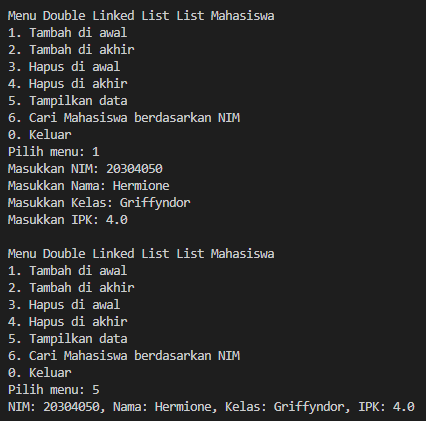 Menu Double Linked List List Mahasiswa
1. Tambah di awal
2. Tambah di akhir
3. Hapus di awal
4. Hapus di akhir
5. Tampilkan data
6. Cari Mahasiswa berdasarkan NIM
0. Keluar
Pilih menu: 1
Masukkan NIM: 20304050
Masukkan Nama: Hermione
Masukkan Kelas: Griffyndor
Masukkan IPK: 4.0
Menu Double Linked List List Mahasiswa
1. Tambah di awal
2. Tambah di akhir
3. Hapus di awal
4. Hapus di akhir
5. Tampilkan data
6. Cari Mahasiswa berdasarkan NIM
0. Keluar
Pilih menu: 5
NIM: 20304050, Nama: Hermione, Kelas: Griffyndor, IPK: 4.0